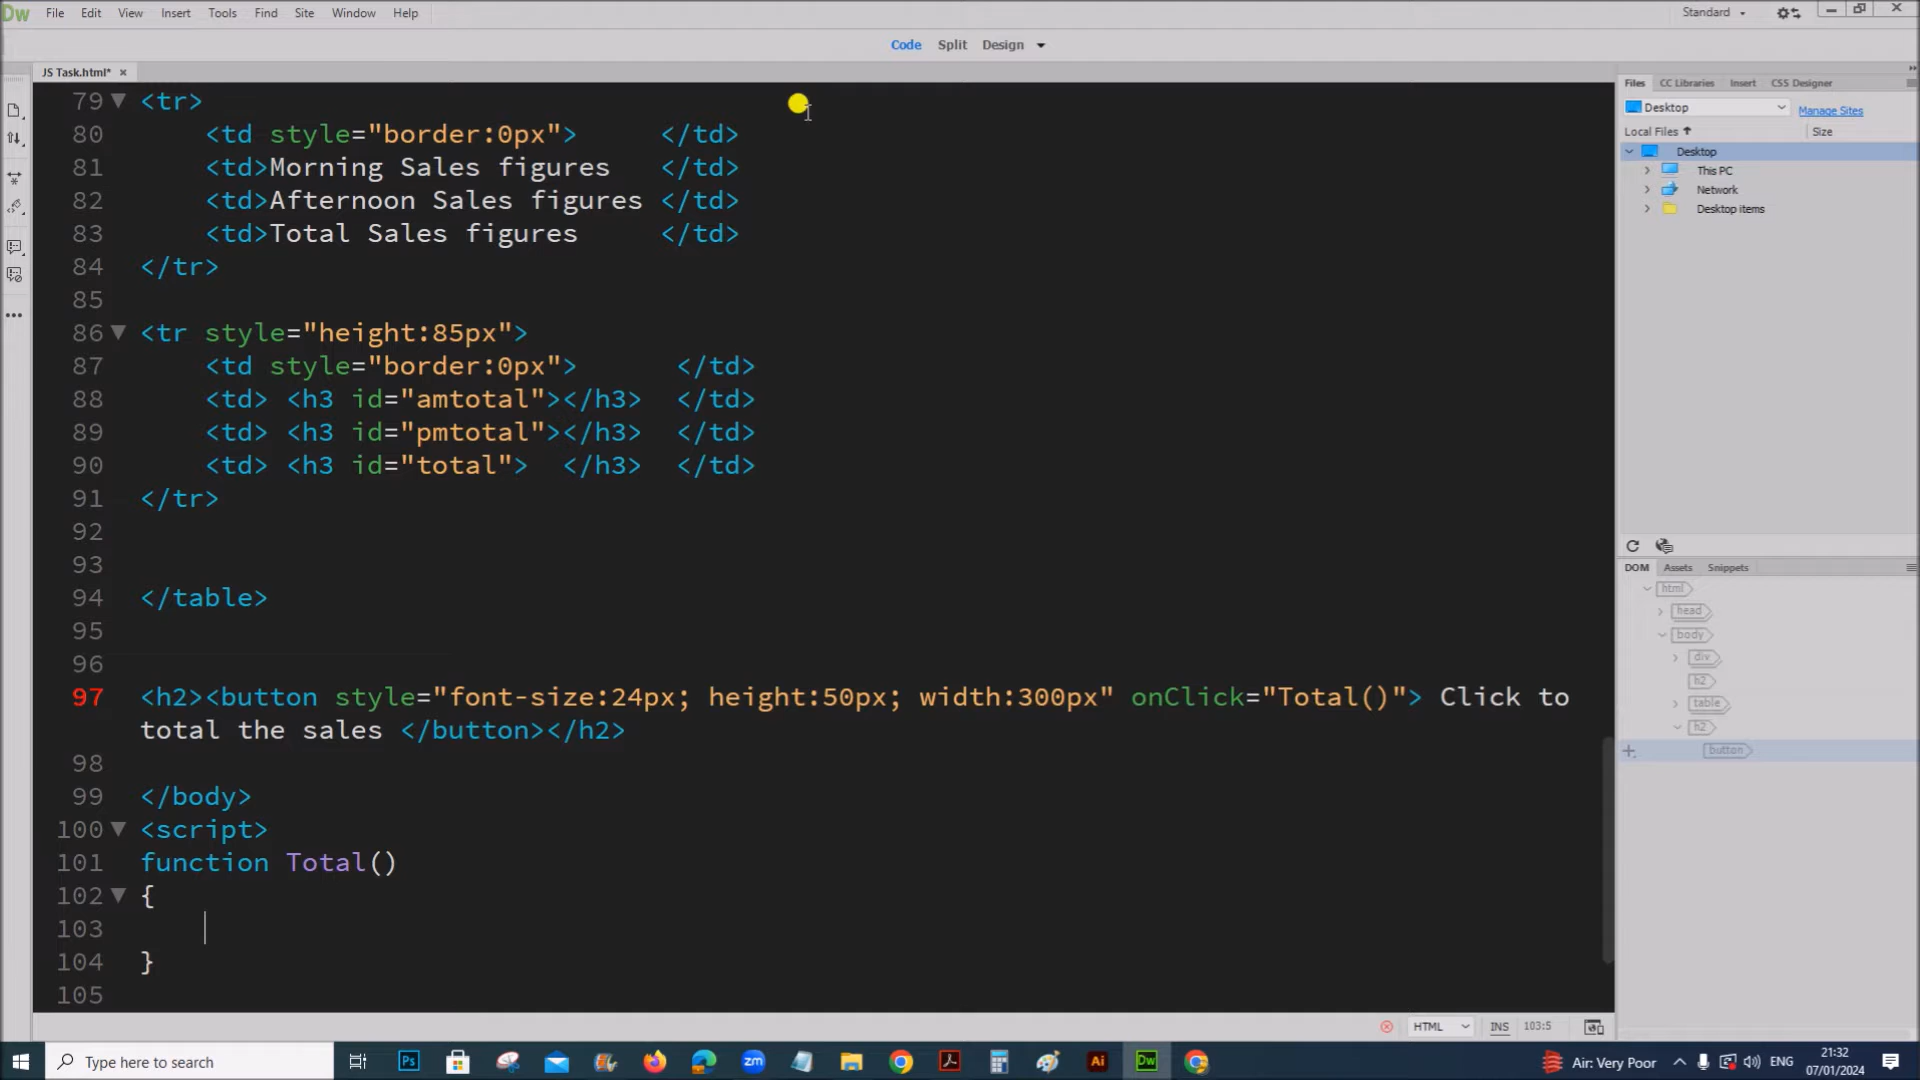 Dw File Edit View Insert Tools Find Site Window Help Standard
Code Split Design
JS Task.html*
79 <tr>
80 <td style="border:0px"> </td>
81 <td>Morning Sales figures </td>
82 <td>Afternoon Sales figures </td>
83 <td>Total Sales figures </td>
84 </tr>
85
86 <tr style="height:85px">
87 <td style="border:0px"> </td>
88 <td> <h3 id="amtotal"></h3> </td>
89 <td> <h3 id="pmtotal"></h3> </td>
90 <td> <h3 id="total"> </h3> </td>
91 </tr>
92
93
94 </table>
95
96
97 <h2><button style="font-size:24px; height:50px; width:300px" onClick="Total()"> Click to
total the sales </button></h2>
98
99 </body>
100 <script>
101 function Total()
102 {
103
104 }
105
HTML INS 103:5
Files CC Libraries Insert CSS Designer
Desktop Manage Sites
Local Files Size
Desktop
This PC
Network
Desktop items
DOM Assets Snippets
html
head
body
div
h2
table
h2
button
Type here to search
Ps zm Ai Dw
Air: Very Poor ENG
21:32
07/01/2024